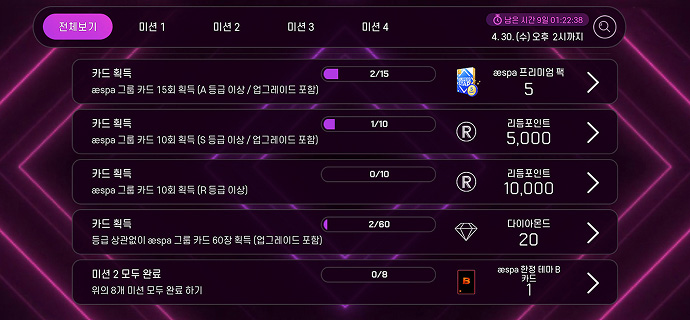 전체보기 미션 1 미션 2 미션 3 미션 4
남은 시간 9일 01:22:38
4. 30. (수) 오후 2시까지
카드 획득
æspa 그룹 카드 15회 획득 (A 등급 이상 / 업그레이드 포함)
2/15
æspa 프리미엄 팩
5
카드 획득
æspa 그룹 카드 10회 획득 (S 등급 이상 / 업그레이드 포함)
1/10
R
리듬포인트
5,000
카드 획득
æspa 그룹 카드 10회 획득 (R 등급 이상)
0/10
R
리듬포인트
10,000
카드 획득
등급 상관없이 æspa 그룹 카드 60장 획득 (업그레이드 포함)
2/60
다이아몬드
20
미션 2 모두 완료
위의 8개 미션 모두 완료 하기
0/8
B
æspa 한정 테마 B
카드
1